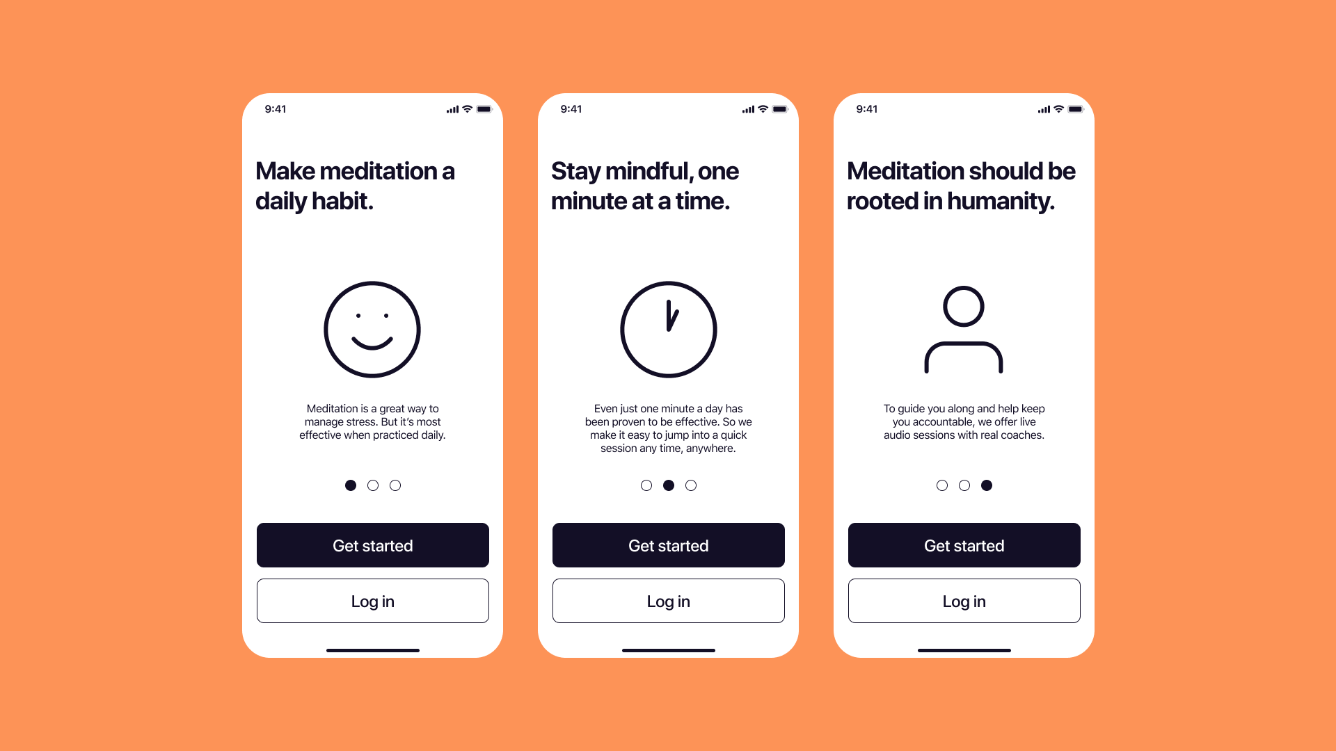 9:41
Make meditation a
daily habit.
Meditation is a great way to
manage stress. But it's most
effective when practiced daily.
Get started
Log in
9:41
Stay mindful, one
minute at a time.
Even just one minute a day has
been proven to be effective. So we
make it easy to jump into a quick
session any time, anywhere.
Get started
Log in
9:41
Meditation should be
rooted in humanity.
To guide you along and help keep
you accountable, we offer live
audio sessions with real coaches.
Get started
Log in